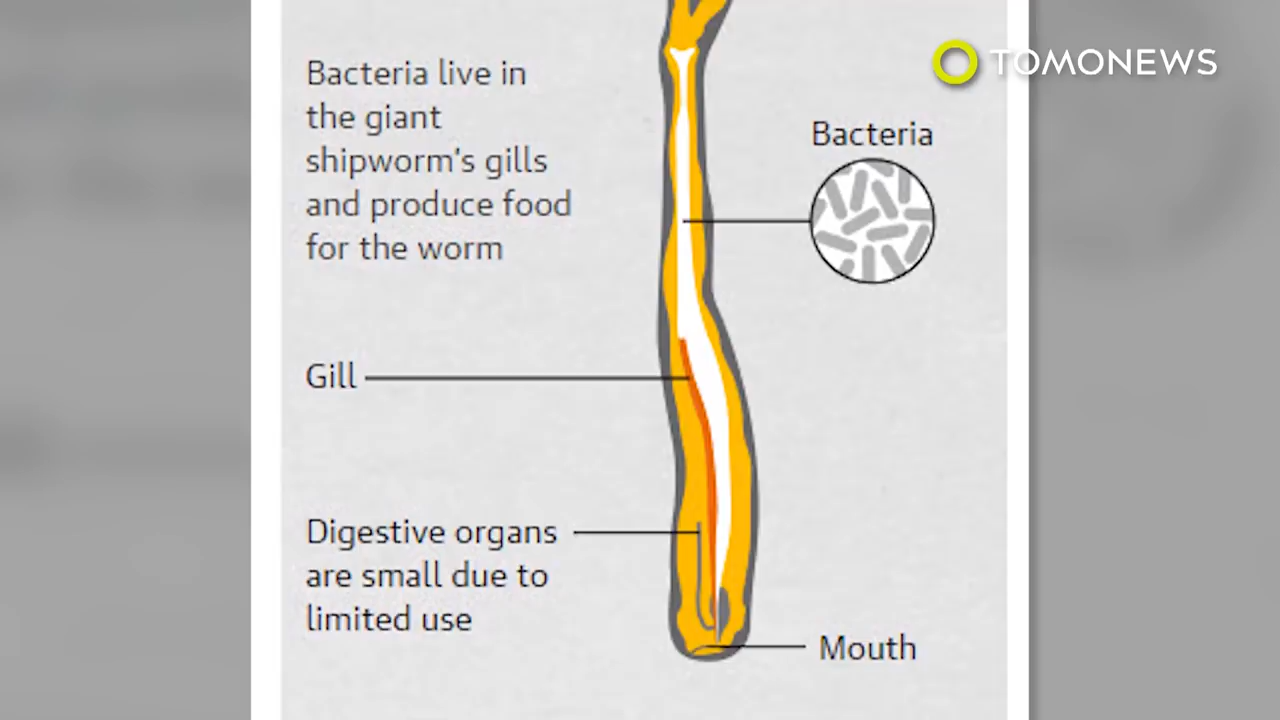 TOMONEWS
Bacteria live in
the giant
shipworm's gills
and produce food
for the worm
Bacteria
Gill
Digestive organs
are small due to
limited use
Mouth